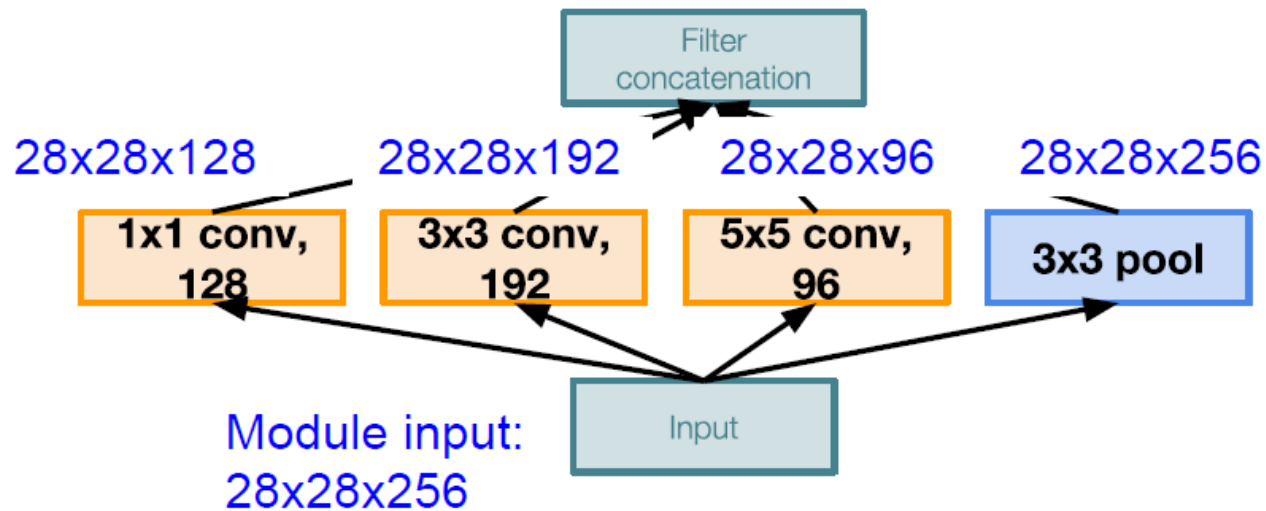 Filter
concatenation
28x28x128
28x28x192
28x28x96
28x28x256
1x1 conv,
128
3x3 conv,
192
5x5 conv,
96
3x3 pool
Module input:
28x28x256
Input